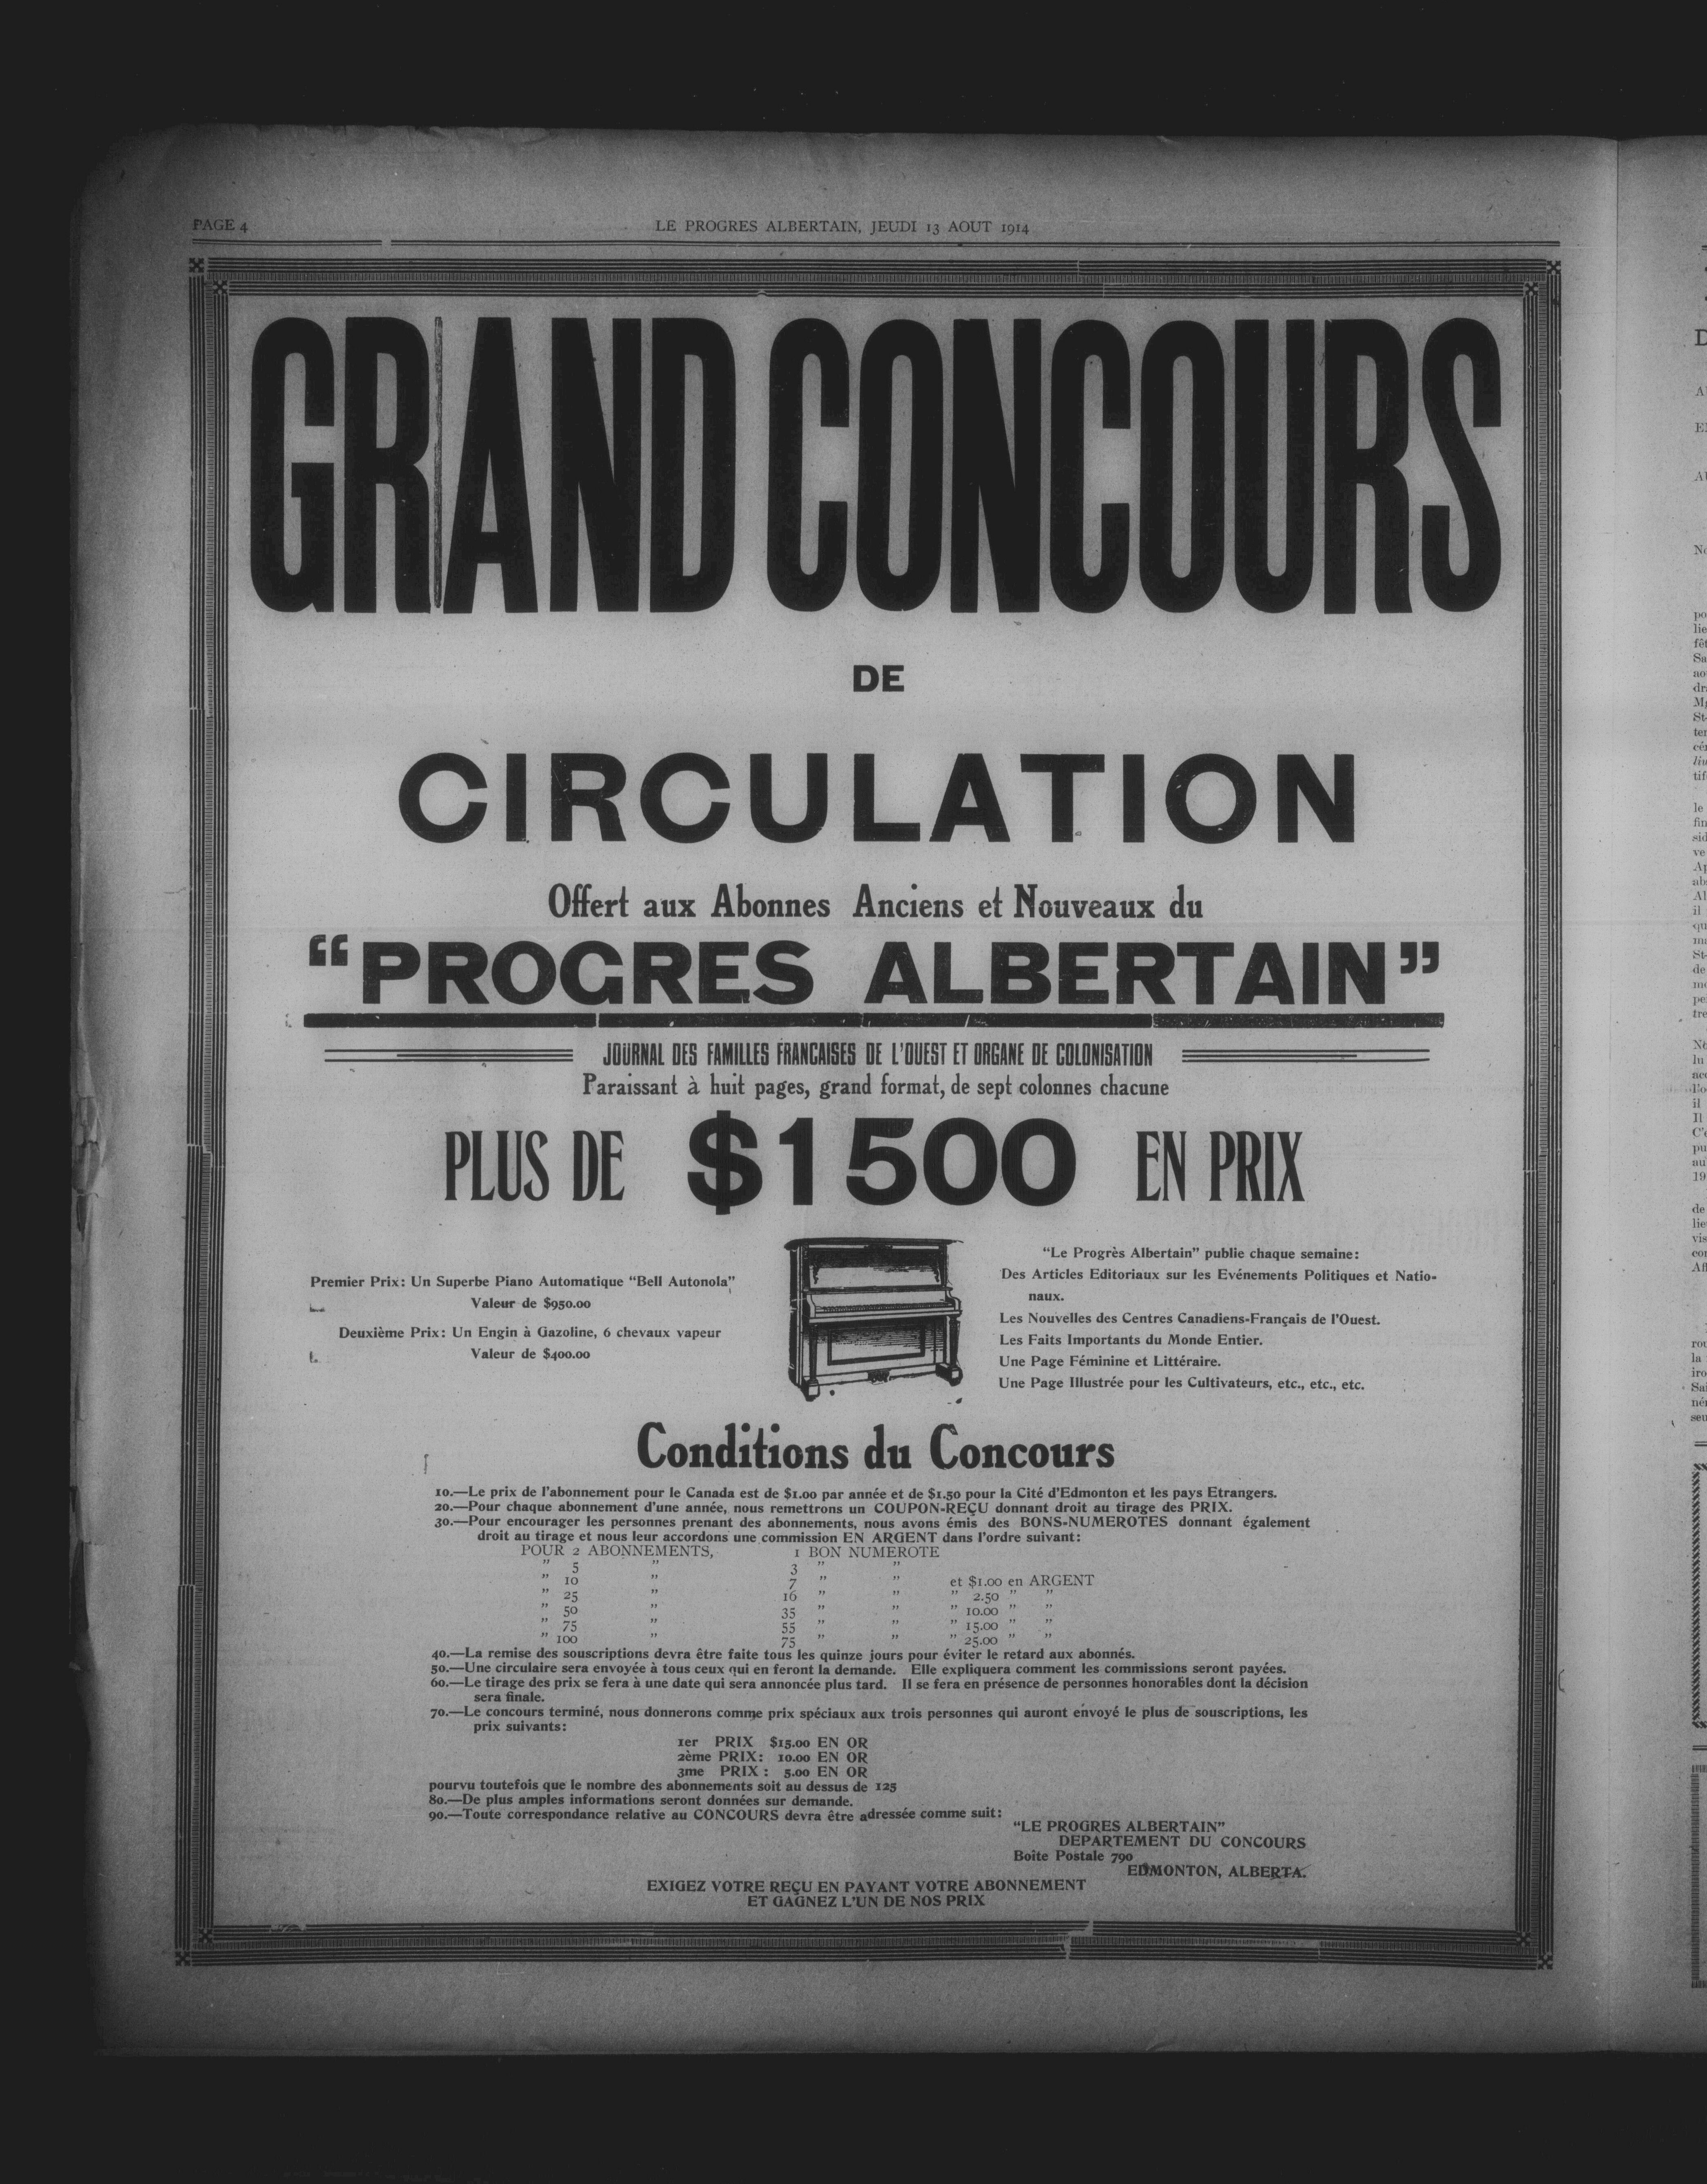 PAGE 4
LE PROGRES ALBERTAIN, JEUDI 13 AOUT 1914
GRAND CONCOURS
DE
CIRCULATION
Offert aux Abonnes Anciens et Nouveaux du
“PROGRES ALBERTAIN”
JOURNAL DES FAMILLES FRANCAISES DE L'OUEST ET ORGANE DE COLONISATION
Paraissant à huit pages, grand format, de sept colonnes chacune
PLUS DE $1500 EN PRIX
Premier Prix: Un Superbe Piano Automatique “Bell Autonola”
Valeur de $950.00
Deuxième Prix: Un Engin à Gazoline, 6 chevaux vapeur
Valeur de $400.00
“Le Progrès Albertain” publie chaque semaine:
Des Articles Editoriaux sur les Evénements Politiques et Natio-
naux.
Les Nouvelles des Centres Canadiens-Français de l'Ouest.
Les Faits Importants du Monde Entier.
Une Page Féminine et Littéraire.
Une Page Illustrée pour les Cultivateurs, etc., etc., etc.
Conditions du Concours
1o.—Le prix de l'abonnement pour le Canada est de $1.00 par année et de $1.50 pour la Cité d'Edmonton et les pays Etrangers.
2o.—Pour chaque abonnement d'une année, nous remettrons un COUPON-REÇU donnant droit au tirage des PRIX.
3o.—Pour encourager les personnes prenant des abonnements, nous avons émis des BONS-NUMEROTES donnant également
droit au tirage et nous leur accordons une commission EN ARGENT dans l'ordre suivant:
POUR 2 ABONNEMENTS, 1 BON NUMEROTE
” 5 ” 3 ” ”
” 10 ” 7 ” ” et $1.00 en ARGENT
” 25 ” 16 ” ” ” 2.50 ” ”
” 50 ” 35 ” ” ” 10.00 ” ”
” 75 ” 55 ” ” ” 15.00 ” ”
” 100 ” 75 ” ” ” 25.00 ” ”
4o.—La remise des souscriptions devra être faite tous les quinze jours pour éviter le retard aux abonnés.
5o.—Une circulaire sera envoyée à tous ceux qui en feront la demande. Elle expliquera comment les commissions seront payées.
6o.—Le tirage des prix se fera à une date qui sera annoncée plus tard. Il se fera en présence de personnes honorables dont la décision
sera finale.
7o.—Le concours terminé, nous donnerons comme prix spéciaux aux trois personnes qui auront envoyé le plus de souscriptions, les
prix suivants:
1er PRIX $15.00 EN OR
2ème PRIX: 10.00 EN OR
3me PRIX : 5.00 EN OR
pourvu toutefois que le nombre des abonnements soit au dessus de 125
8o.—De plus amples informations seront données sur demande.
9o.—Toute correspondance relative au CONCOURS devra être adressée comme suit:
“LE PROGRES ALBERTAIN”
DEPARTEMENT DU CONCOURS
Boîte Postale 790
EDMONTON, ALBERTA.
EXIGEZ VOTRE REÇU EN PAYANT VOTRE ABONNEMENT
ET GAGNEZ L'UN DE NOS PRIX